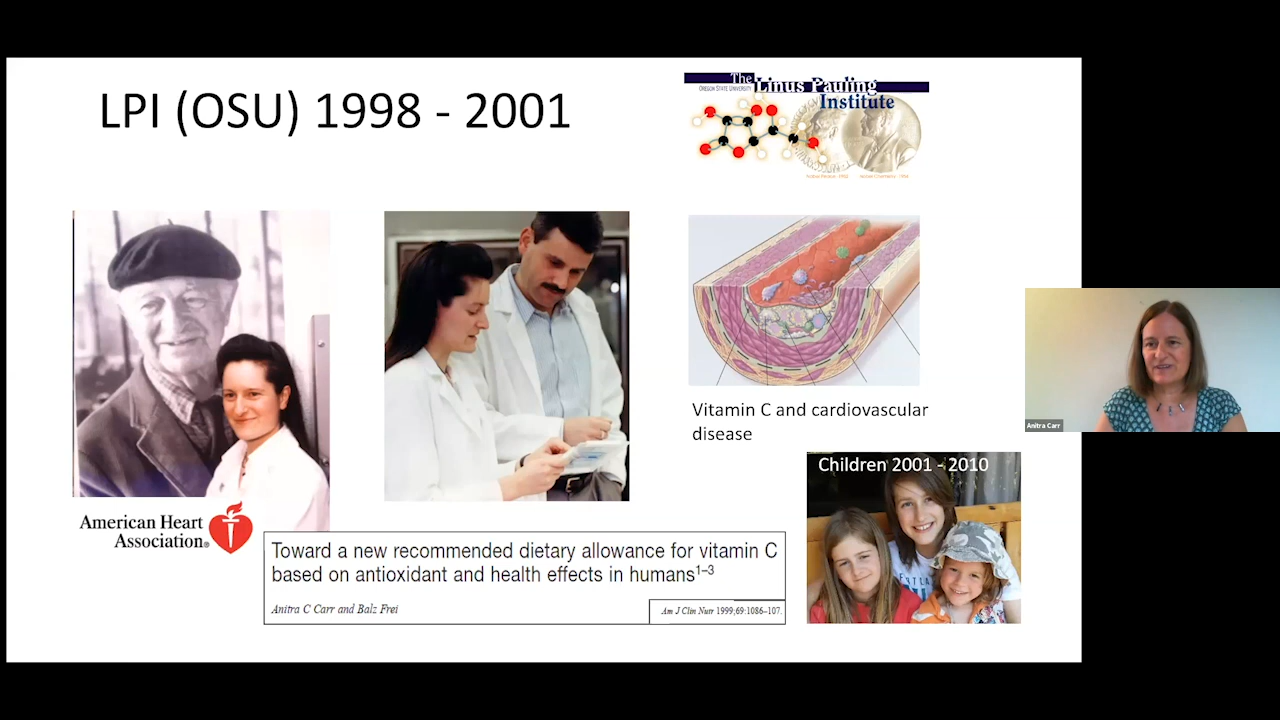 LPI (OSU) 1998 - 2001
The
OREGON STATE UNIVERSITY
Linus Pauling
Institute
Vitamin C and cardiovascular
disease
Anitra Carr
Children 2001 - 2010
American Heart
Association®
Toward a new recommended dietary allowance for vitamin C
based on antioxidant and health effects in humans¹⁻³
Anitra C Carr and Balz Frei
Am J Clin Nutr 1999;69:1086–107.